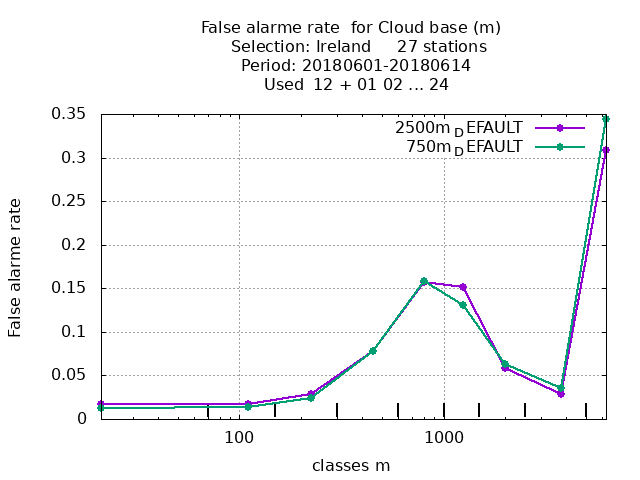 False alarme rate  for Cloud base (m)
Selection: Ireland     27 stations
Period: 20180601-20180614
Used  12 + 01 02 ... 24
0.35
2500m_DEFAULT
750m_DEFAULT
0.3
0.25
0.2
0.15
0.1
0.05
0
False alarme rate
100
1000
classes m